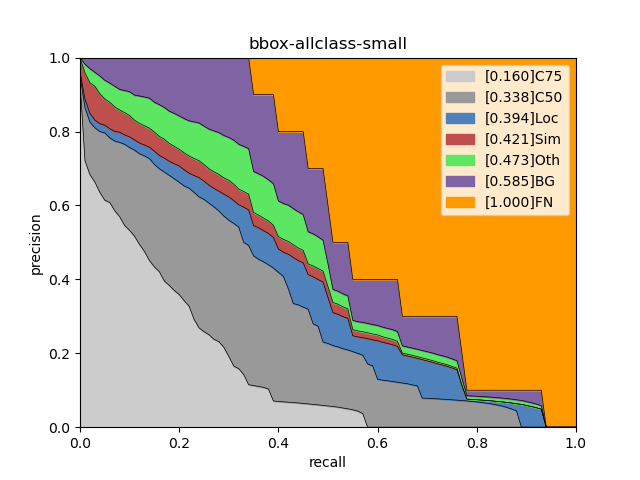 bbox-allclass-small
1.0
0.8
0.6
0.4
0.2
0.0
precision
[0.160]C75
[0.338]C50
[0.394]Loc
[0.421]Sim
[0.473]Oth
[0.585]BG
[1.000]FN
0.0 0.2 0.4 0.6 0.8 1.0
recall